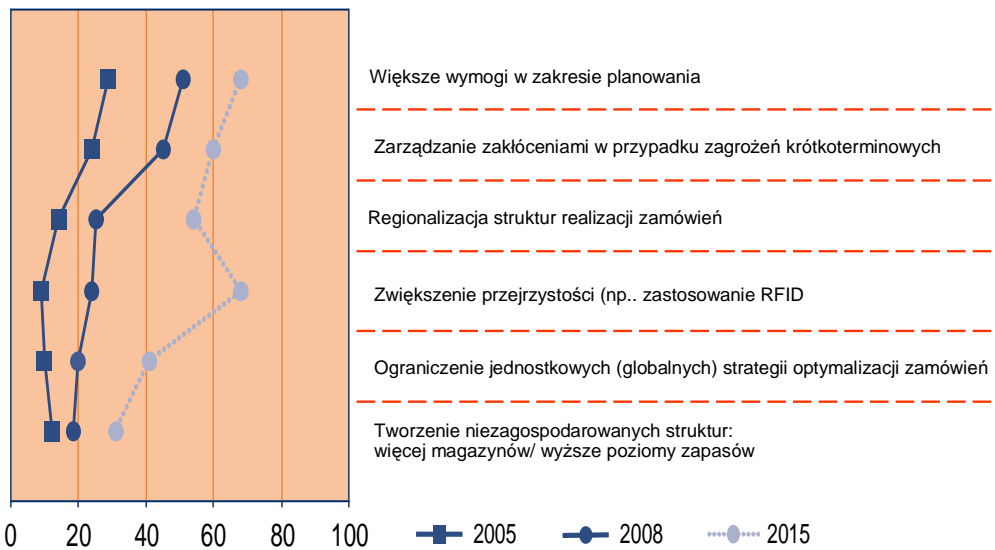 Większe wymogi w zakresie planowania
Zarządzanie zakłóceniami w przypadku zagrożeń krótkoterminowych
Regionalizacja struktur realizacji zamówień
Zwiększenie przejrzystości (np.. zastosowanie RFID
Ograniczenie jednostkowych (globalnych) strategii optymalizacji zamówień
Tworzenie niezagospodarowanych struktur:
więcej magazynów/ wyższe poziomy zapasów
0 20 40 60 80 100 2005 2008 2015